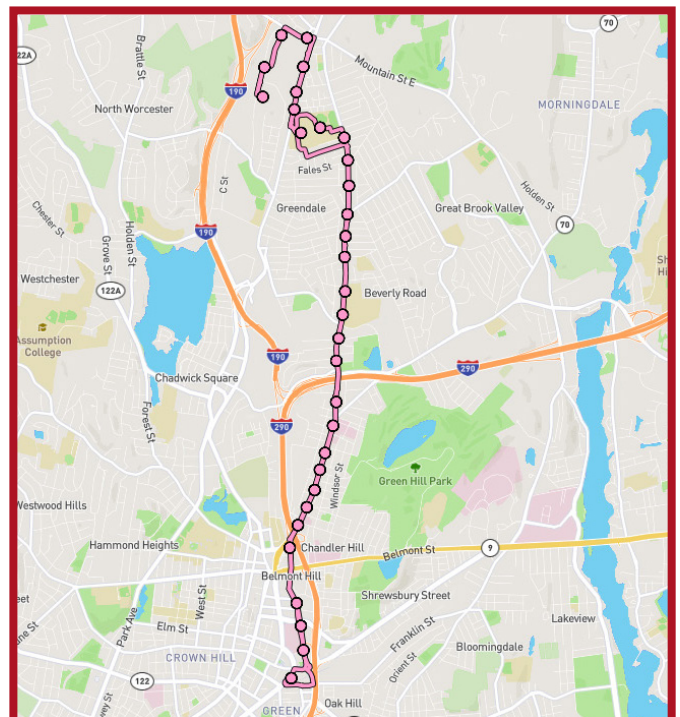 70
22A
Brattle St
Mountain St E
190
North Worcester
MORNINGDALE
Fales St
C St
Holden St
Chester St
Greendale
Great Brook Valley
Holden St
70
Grove St
190
Westchester
122A
Beverly Road
Assumption
College
190
290
Chadwick Square
Forest St
290
Windsor St
Green Hill Park
Westwood Hills
Hammond Heights
Chandler Hill
Belmont St
9
Belmont Hill
West St
Shrewsbury Street
Park Ave
Elm St
Franklin St
Lakeview
Bloomingdale
CROWN HILL
Orient St
122
Oak Hill
GREEN